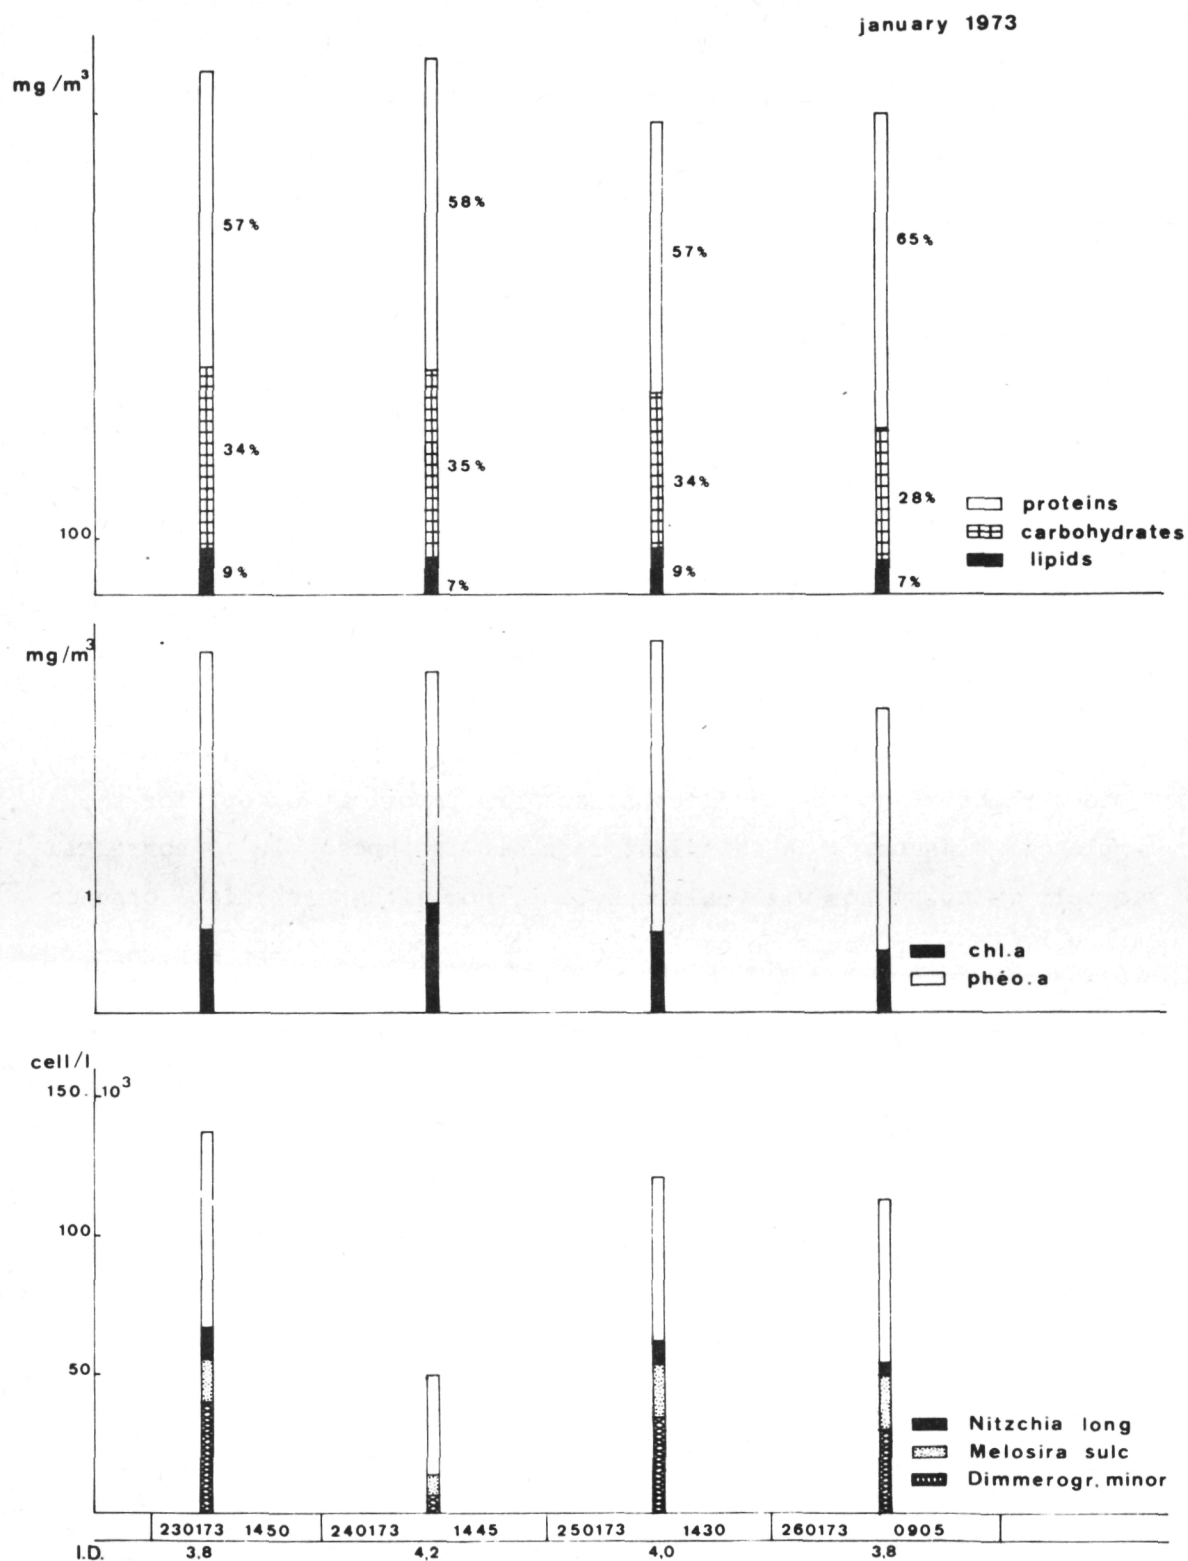 january 1973
mg/m³
57%
58%
57%
65%
34%
35%
34%
28%
100
9%
7%
9%
7%
proteins
carbohydrates
lipids
mg/m³
1
chl.a
phéo.a
cell/l
150.10³
100
50
Nitzchia long
Melosira sulc
Dimmerogr. minor
230173 1450 240173 1445 250173 1430 260173 0905
I.D. 3,8 4,2 4,0 3,8